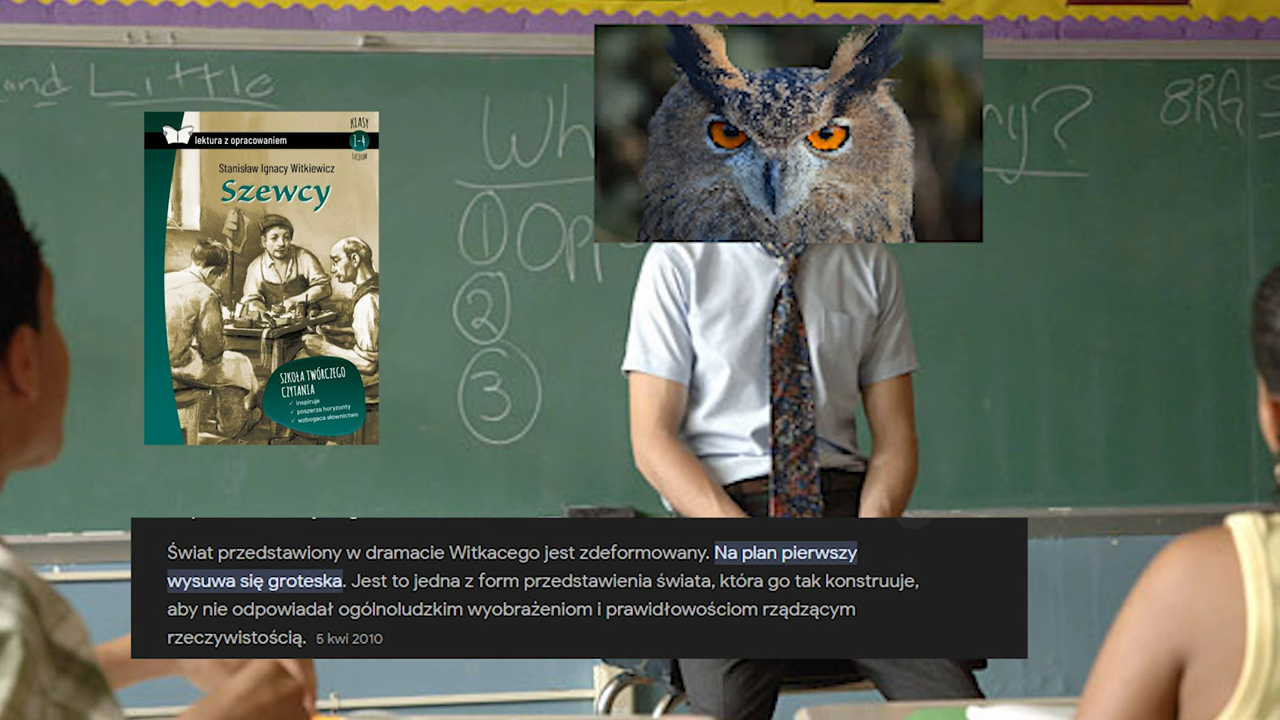 and Little
Wh
ry?
8RG
① Opp
②
③
lektura z opracowaniem
KLASY
1-4
LICEUM
Stanisław Ignacy Witkiewicz
Szewcy
SZKOŁA TWÓRCZEGO
CZYTANIA
✓ inspiruje
✓ poszerza horyzonty
✓ wzbogaca słownictwo
Świat przedstawiony w dramacie Witkacego jest zdeformowany. Na plan pierwszy
wysuwa się groteska. Jest to jedna z form przedstawienia świata, która go tak konstruuje,
aby nie odpowiadał ogólnoludzkim wyobrażeniom i prawidłowościom rządzącym
rzeczywistością. 5 kwi 2010